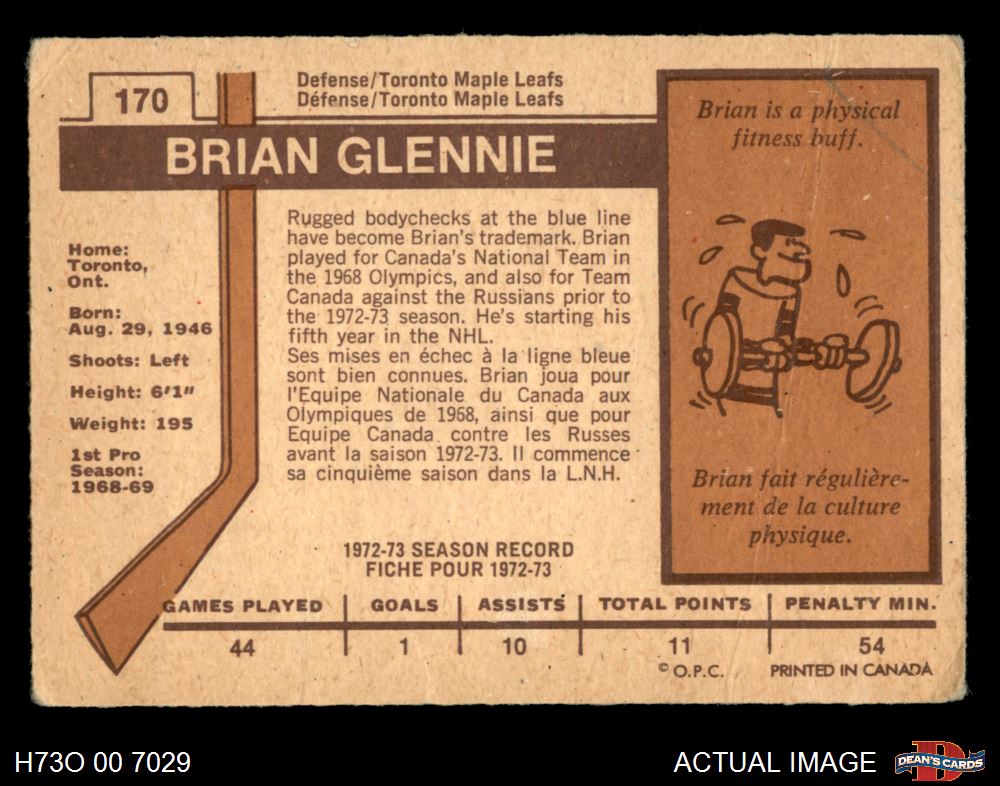 170
Defense/Toronto Maple Leafs
Défense/Toronto Maple Leafs
BRIAN GLENNIE
Home:
Toronto,
Ont.
Born:
Aug. 29, 1946
Shoots: Left
Height: 6'1"
Weight: 195
1st Pro
Season:
1968-69
Rugged bodychecks at the blue line
have become Brian's trademark. Brian
played for Canada's National Team in
the 1968 Olympics, and also for Team
Canada against the Russians prior to
the 1972-73 season. He's starting his
fifth year in the NHL.
Ses mises en échec à la ligne bleue
sont bien connues. Brian joua pour
l'Equipe Nationale du Canada aux
Olympiques de 1968, ainsi que pour
Equipe Canada contre les Russes
avant la saison 1972-73. Il commence
sa cinquième saison dans la L.N.H.
Brian is a physical
fitness buff.
Brian fait régulière-
ment de la culture
physique.
1972-73 SEASON RECORD
FICHE POUR 1972-73
GAMES PLAYED GOALS ASSISTS TOTAL POINTS PENALTY MIN.
44 1 10 11 54
© O.P.C. PRINTED IN CANADA
H73O 00 7029
ACTUAL IMAGE
D
DEAN'S CARDS